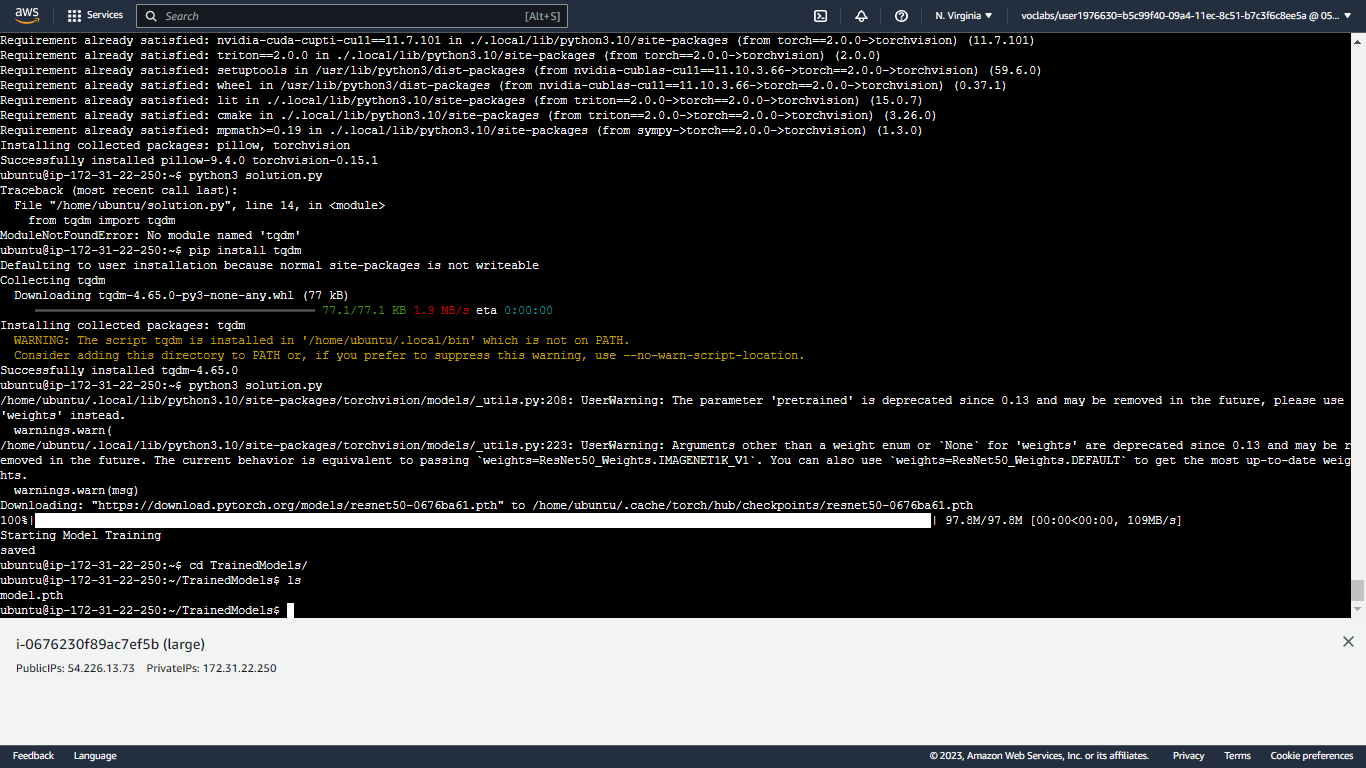 aws Services Search [Alt+S] N. Virginia ▼ voclabs/user1976630=b5c99f40-09a4-11ec-8c51-b7c3f6c8ee5a @ 05... ▼
Requirement already satisfied: nvidia-cuda-cupti-cu11==11.7.101 in ./.local/lib/python3.10/site-packages (from torch==2.0.0->torchvision) (11.7.101)
Requirement already satisfied: triton==2.0.0 in ./.local/lib/python3.10/site-packages (from torch==2.0.0->torchvision) (2.0.0)
Requirement already satisfied: setuptools in /usr/lib/python3/dist-packages (from nvidia-cublas-cu11==11.10.3.66->torch==2.0.0->torchvision) (59.6.0)
Requirement already satisfied: wheel in /usr/lib/python3/dist-packages (from nvidia-cublas-cu11==11.10.3.66->torch==2.0.0->torchvision) (0.37.1)
Requirement already satisfied: lit in ./.local/lib/python3.10/site-packages (from triton==2.0.0->torch==2.0.0->torchvision) (15.0.7)
Requirement already satisfied: cmake in ./.local/lib/python3.10/site-packages (from triton==2.0.0->torch==2.0.0->torchvision) (3.26.0)
Requirement already satisfied: mpmath>=0.19 in ./.local/lib/python3.10/site-packages (from sympy->torch==2.0.0->torchvision) (1.3.0)
Installing collected packages: pillow, torchvision
Successfully installed pillow-9.4.0 torchvision-0.15.1
ubuntu@ip-172-31-22-250:~$ python3 solution.py
Traceback (most recent call last):
  File "/home/ubuntu/solution.py", line 14, in <module>
    from tqdm import tqdm
ModuleNotFoundError: No module named 'tqdm'
ubuntu@ip-172-31-22-250:~$ pip install tqdm
Defaulting to user installation because normal site-packages is not writeable
Collecting tqdm
  Downloading tqdm-4.65.0-py3-none-any.whl (77 kB)
77.1/77.1 KB 1.9 MB/s eta 0:00:00
Installing collected packages: tqdm
  WARNING: The script tqdm is installed in '/home/ubuntu/.local/bin' which is not on PATH.
  Consider adding this directory to PATH or, if you prefer to suppress this warning, use --no-warn-script-location.
Successfully installed tqdm-4.65.0
ubuntu@ip-172-31-22-250:~$ python3 solution.py
/home/ubuntu/.local/lib/python3.10/site-packages/torchvision/models/_utils.py:208: UserWarning: The parameter 'pretrained' is deprecated since 0.13 and may be removed in the future, please use
'weights' instead.
  warnings.warn(
/home/ubuntu/.local/lib/python3.10/site-packages/torchvision/models/_utils.py:223: UserWarning: Arguments other than a weight enum or `None` for 'weights' are deprecated since 0.13 and may be r
emoved in the future. The current behavior is equivalent to passing `weights=ResNet50_Weights.IMAGENET1K_V1`. You can also use `weights=ResNet50_Weights.DEFAULT` to get the most up-to-date weig
hts.
  warnings.warn(msg)
Downloading: "https://download.pytorch.org/models/resnet50-0676ba61.pth" to /home/ubuntu/.cache/torch/hub/checkpoints/resnet50-0676ba61.pth
100%| | 97.8M/97.8M [00:00<00:00, 109MB/s]
Starting Model Training
saved
ubuntu@ip-172-31-22-250:~$ cd TrainedModels/
ubuntu@ip-172-31-22-250:~/TrainedModels$ ls
model.pth
ubuntu@ip-172-31-22-250:~/TrainedModels$
i-0676230f89ac7ef5b (large)
PublicIPs: 54.226.13.73 PrivateIPs: 172.31.22.250
Feedback Language © 2023, Amazon Web Services, Inc. or its affiliates. Privacy Terms Cookie preferences